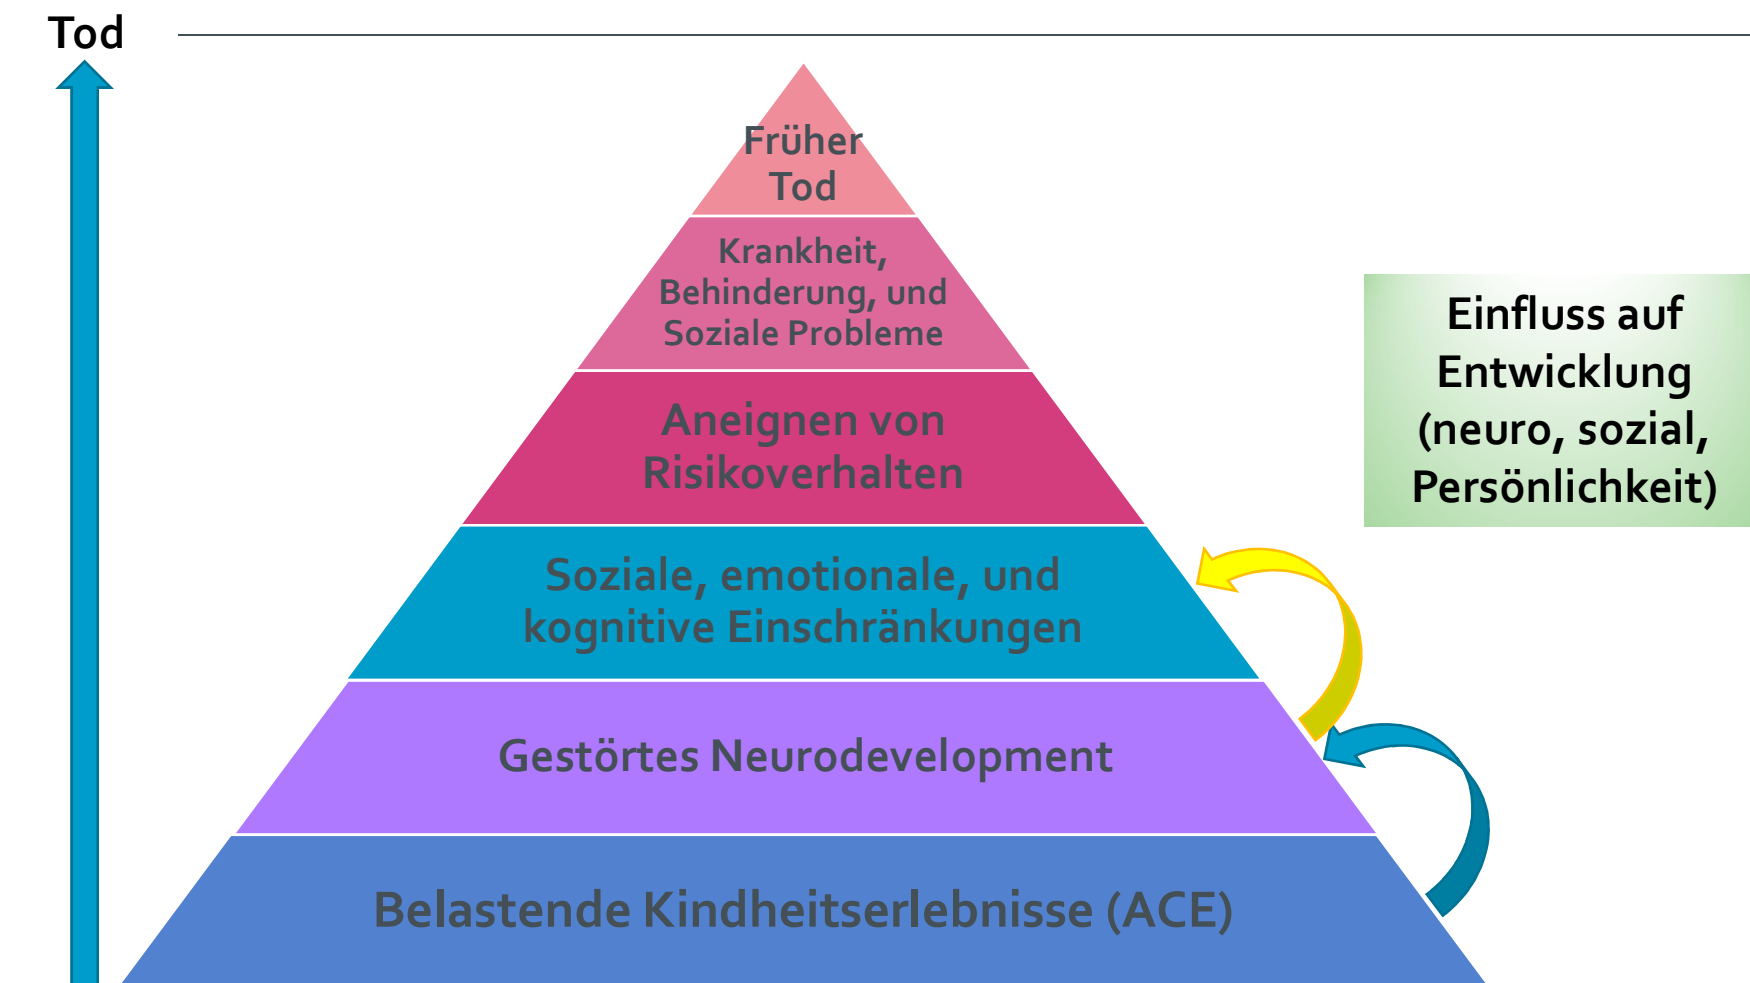 Tod
Früher
Tod
Krankheit,
Behinderung, und
Soziale Probleme
Aneignen von
Risikoverhalten
Soziale, emotionale, und
kognitive Einschränkungen
Gestörtes Neurodevelopment
Belastende Kindheitserlebnisse (ACE)
Einfluss auf
Entwicklung
(neuro, sozial,
Persönlichkeit)